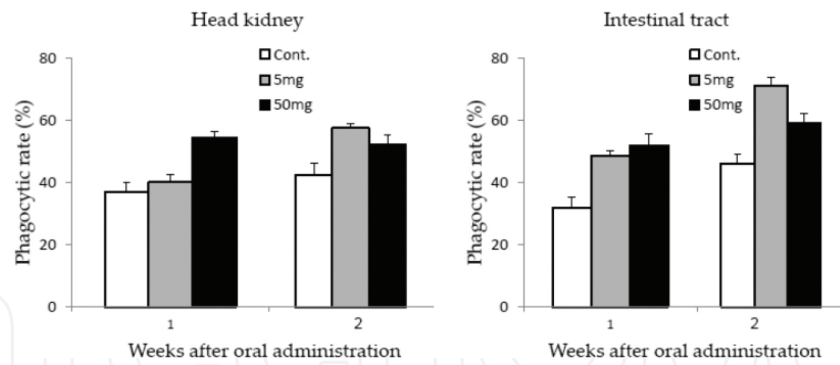 Head kidney
80
60
40
20
0
Phagocytic rate (%)
Cont.
5mg
50mg
1
2
Weeks after oral administration
Intestinal tract
80
60
40
20
0
Phagocytic rate (%)
Cont.
5mg
50mg
1
2
Weeks after oral administration